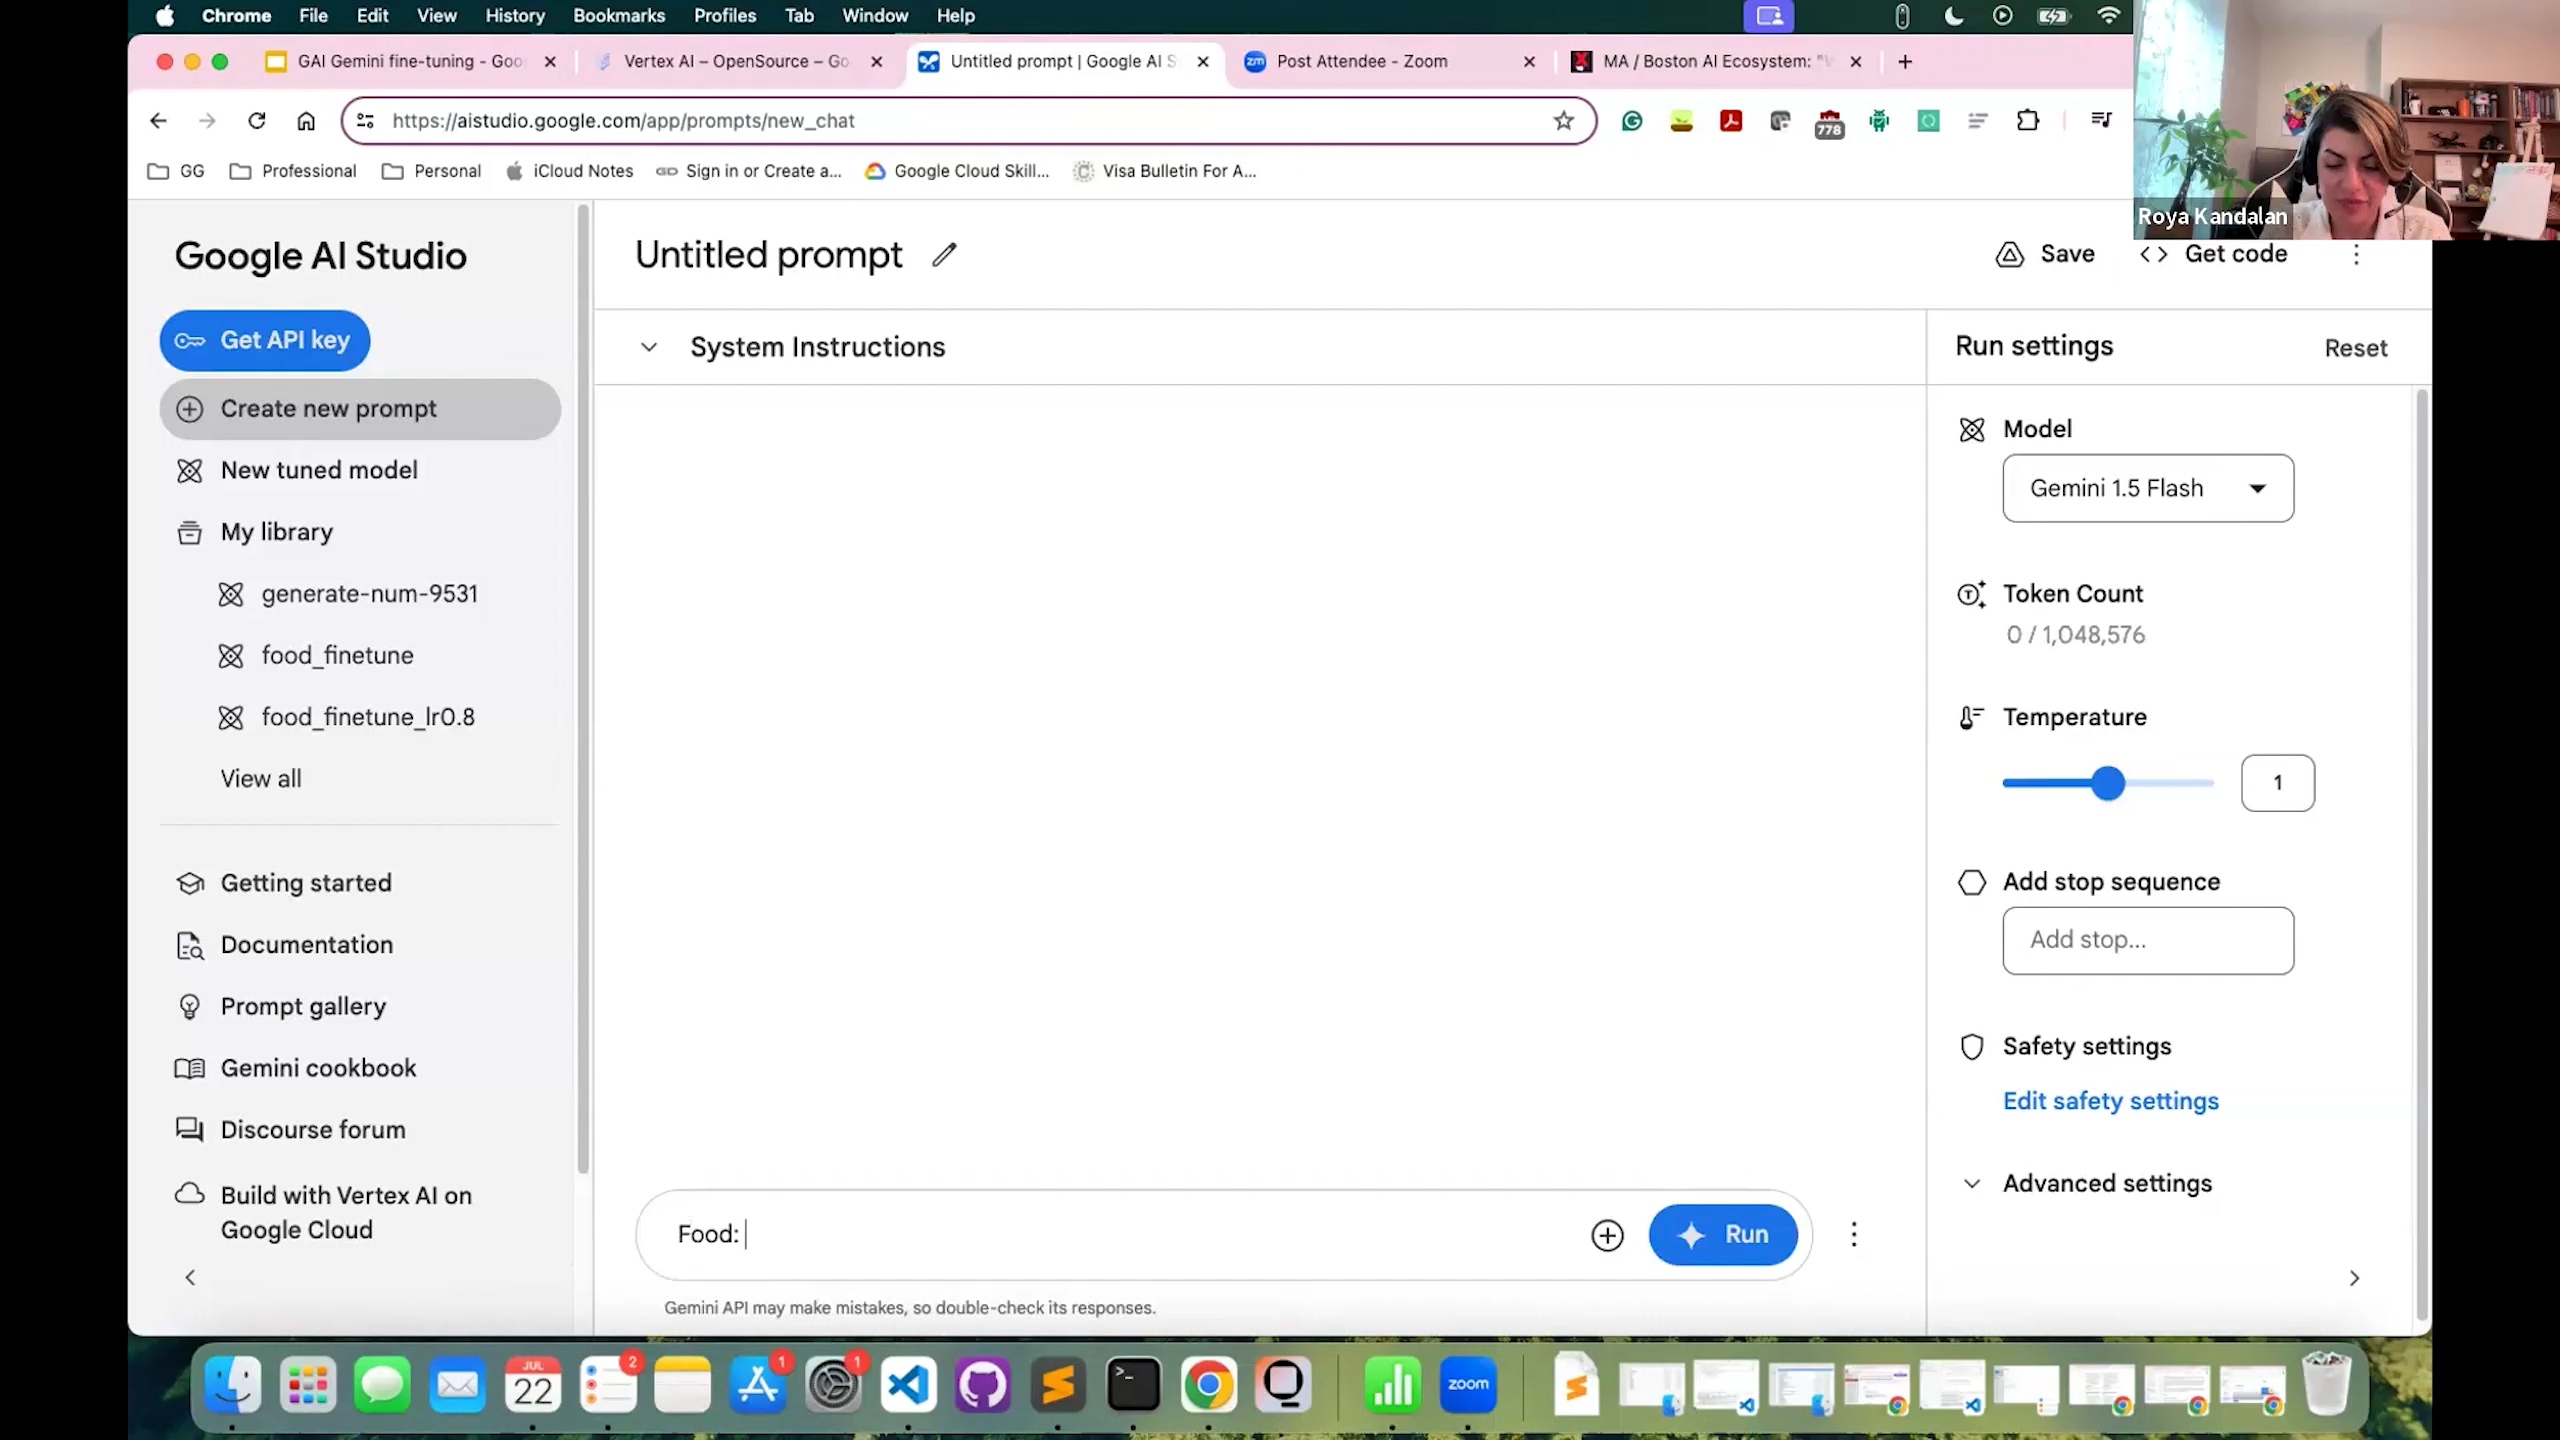 Chrome File Edit View History Bookmarks Profiles Tab Window Help
GAI Gemini fine-tuning - Goo
Vertex AI – OpenSource – Go
Untitled prompt | Google AI S
zm Post Attendee - Zoom
MA / Boston AI Ecosystem: "
https://aistudio.google.com/app/prompts/new_chat
778
GG Professional Personal iCloud Notes Sign in or Create a... Google Cloud Skill... Visa Bulletin For A...
Roya Kandalan
Google AI Studio
Get API key
Create new prompt
New tuned model
My library
generate-num-9531
food_finetune
food_finetune_lr0.8
View all
Getting started
Documentation
Prompt gallery
Gemini cookbook
Discourse forum
Build with Vertex AI on
Google Cloud
Untitled prompt
Save
Get code
System Instructions
Food:
Run
Gemini API may make mistakes, so double-check its responses.
Run settings
Reset
Model
Gemini 1.5 Flash
Token Count
0 / 1,048,576
Temperature
1
Add stop sequence
Add stop...
Safety settings
Edit safety settings
Advanced settings
JUL
22
2
1
1
zoom